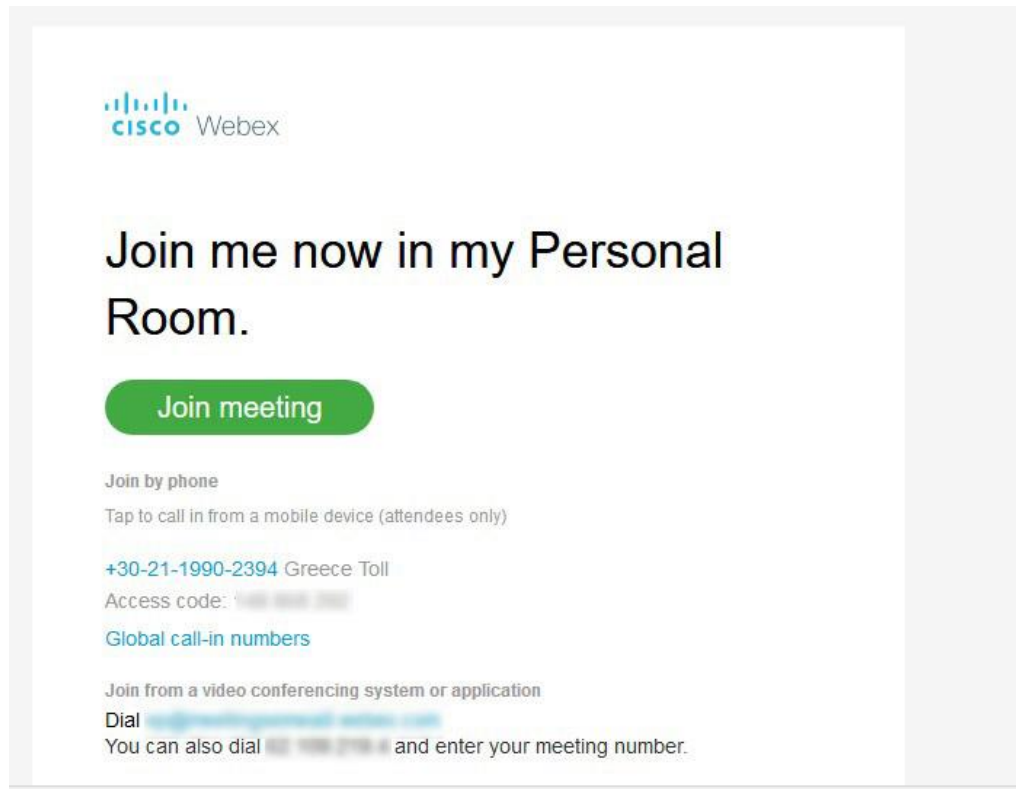 CISCO Webex
Join me now in my Personal
Room.
Join meeting
Join by phone
Tap to call in from a mobile device (attendees only)
+30-21-1990-2394 Greece Toll
Access code:
Global call-in numbers
Join from a video conferencing system or application
Dial
You can also dial and enter your meeting number.